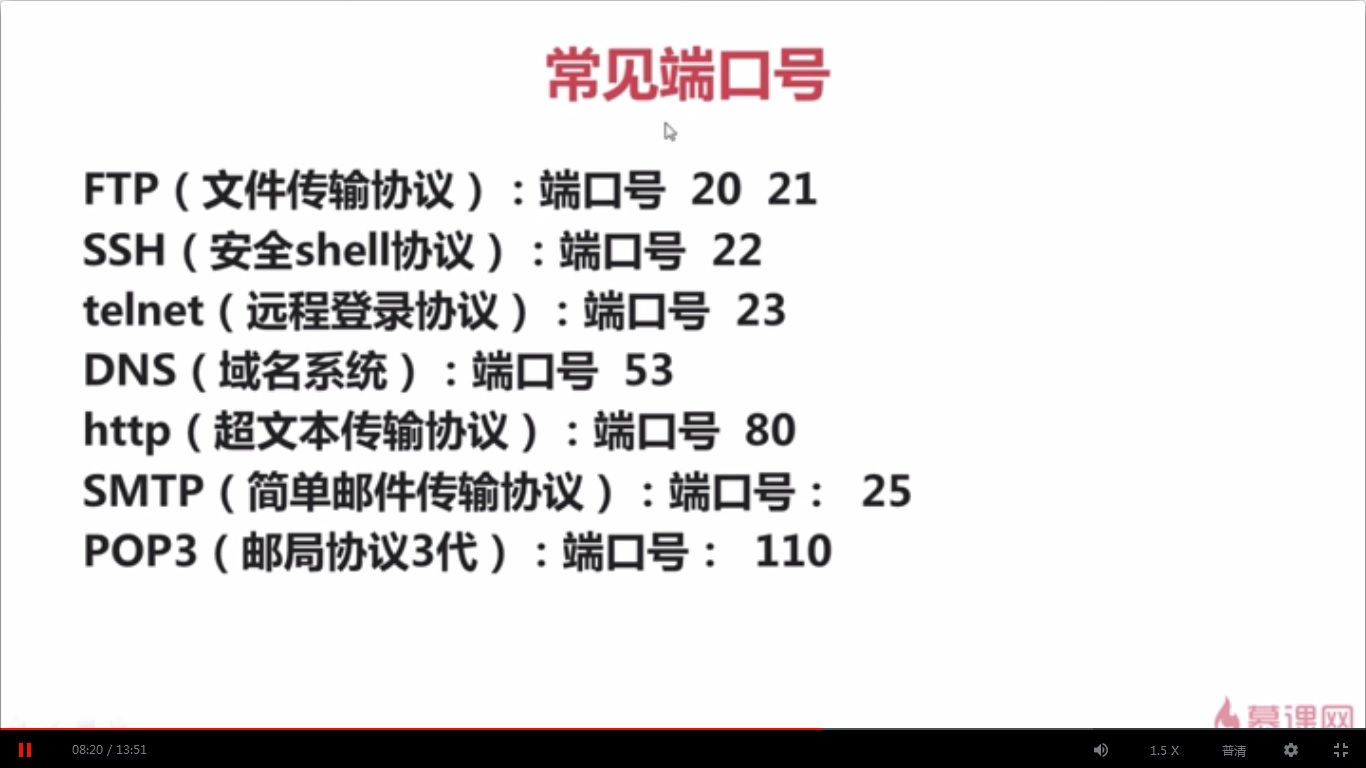 常见端口号
FTP（文件传输协议）：端口号 20 21
SSH（安全shell协议）：端口号 22
telnet（远程登录协议）：端口号 23
DNS（域名系统）：端口号 53
http（超文本传输协议）：端口号 80
SMTP（简单邮件传输协议）：端口号： 25
POP3（邮局协议3代）：端口号： 110
慕课网
08:20 / 13:51
1.5 X
普清